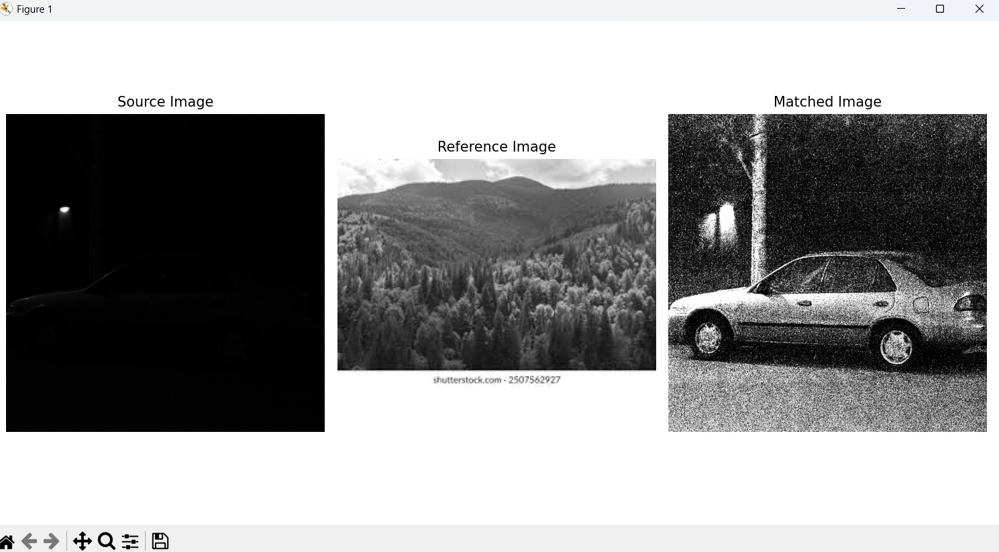 Figure 1
Source Image
Reference Image
Matched Image
shutterstock.com · 2507562927